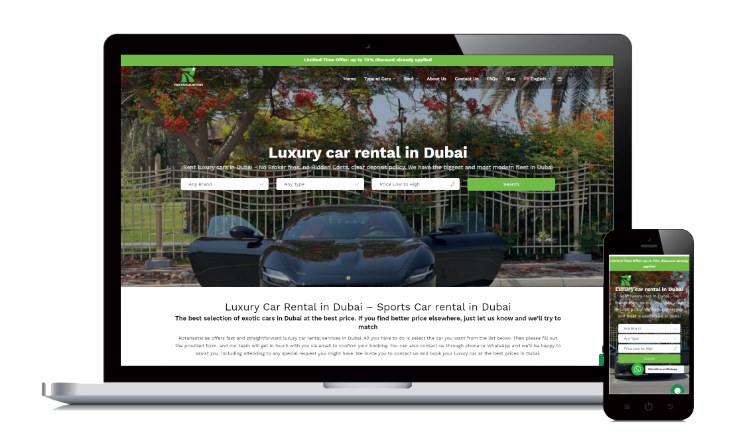 Limited Time Offer: up to 70% discount already applied
Home Type of Cars Rent About Us Contact Us FAQs Blog English
Luxury car rental in Dubai
Rent luxury cars in Dubai – No Broker fees, no Hidden Costs, clear deposit policy. We have the biggest and most modern fleet in Dubai
Any Brand Any Type Price Low to High Search
Luxury Car Rental in Dubai – Sports Car rental in Dubai
The best selection of exotic cars in Dubai at the best price. If you find better price elsewhere, just let us know and we'll try to
match
offers fast and straightforward luxury car rental services in Dubai. All you have to do is select the car you want from the list below. Then please fill out
the provided form, and our team will get in touch with you via email to confirm your booking. You can also contact us through phone or WhatsApp and we'll be happy to
assist you, including attending to any special request you might have. We invite you to contact us and book your luxury car at the best prices in Dubai.
Limited Time Offer: up to 70% discount already
applied
Luxury car rental in Dubai
Rent luxury cars in Dubai – No
Any Brand
Any Type
Price Low to High
Search